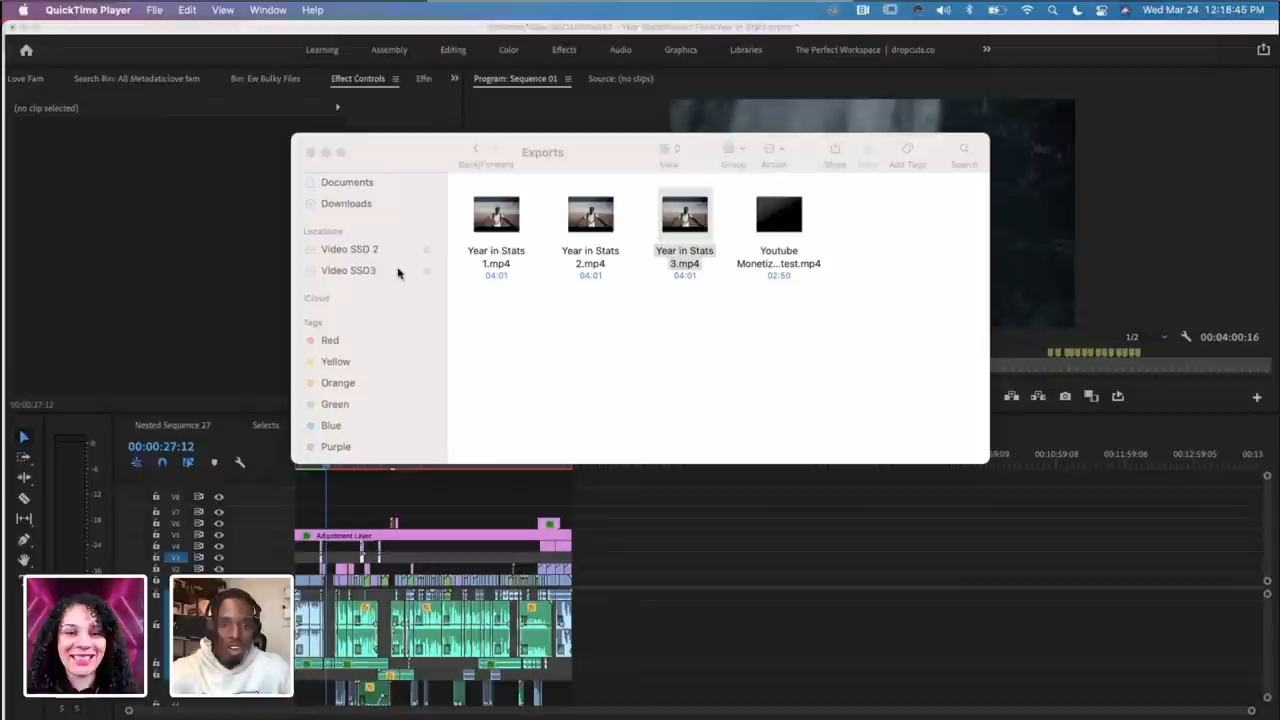 QuickTime Player File Edit View Window Help
Wed Mar 24 12:18:45 PM
Learning Assembly Editing Color Effects Audio Graphics Libraries The Perfect Workspace | dropcuts.co
Love Fam Search Bin: All Metadata:love fam Bin: Ew Bulky Files Effect Controls Program: Sequence 01 Source: (no clips)
(no clip selected)
Exports
Back/Forward View Group Action Share Add Tags Search
Documents
Downloads
Locations
Video SSD 2
Video SSD3
iCloud
Tags
Red
Yellow
Orange
Green
Blue
Purple
Year in Stats 1.mp4
04:01
Year in Stats 2.mp4
04:01
Year in Stats 3.mp4
04:01
Youtube Monetiz...test.mp4
02:50
1/2 00:04:00:16
00:00:27:12
Nested Sequence 27 Selects
00:00:27:12
00:10:59:08 00:11:59:06 00:12:59:05 00:13
0
-6
-12
-18
-24
V8
V7
V6
V5
V4
V3
V2
Adjustment Layer
S S